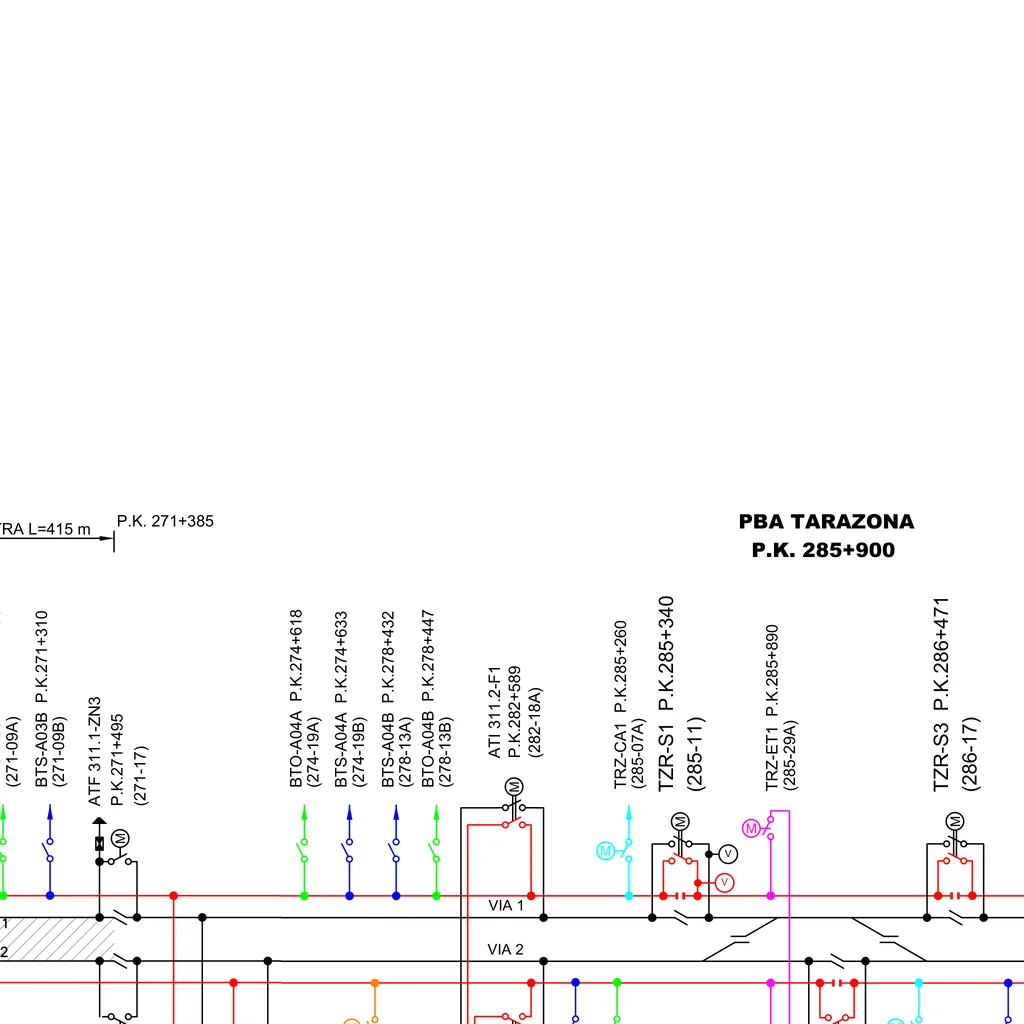 TRA L=415 m
P.K. 271+385
PBA TARAZONA
P.K. 285+900
(271-09A)
BTS-A03B P.K.271+310
(271-09B)
ATF 311.1-ZN3
P.K.271+495
(271-17)
BTO-A04A P.K.274+618
(274-19A)
BTS-A04A P.K.274+633
(274-19B)
BTS-A04B P.K.278+432
(278-13A)
BTO-A04B P.K.278+447
(278-13B)
ATI 311.2-F1
P.K.282+589
(282-18A)
TRZ-CA1 P.K.285+260
(285-07A)
TZR-S1 P.K.285+340
(285-11)
TRZ-ET1 P.K.285+890
(285-29A)
TZR-S3 P.K.286+471
(286-17)
M
M
M
M
M
M
M
V
V
VIA 1
1
VIA 2
2